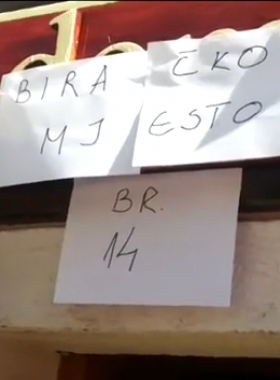 BIRAČKO
MJESTO
BR.
14